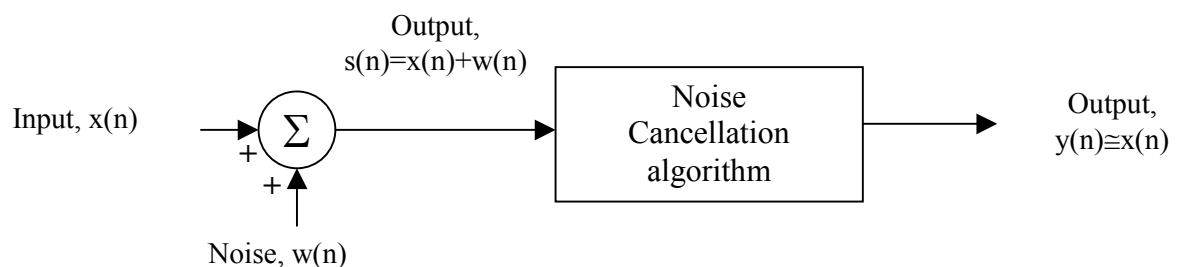 Output,
s(n)=x(n)+w(n)
Input, x(n)
+
Σ
+
Noise, w(n)
Noise
Cancellation
algorithm
Output,
y(n)≅x(n)